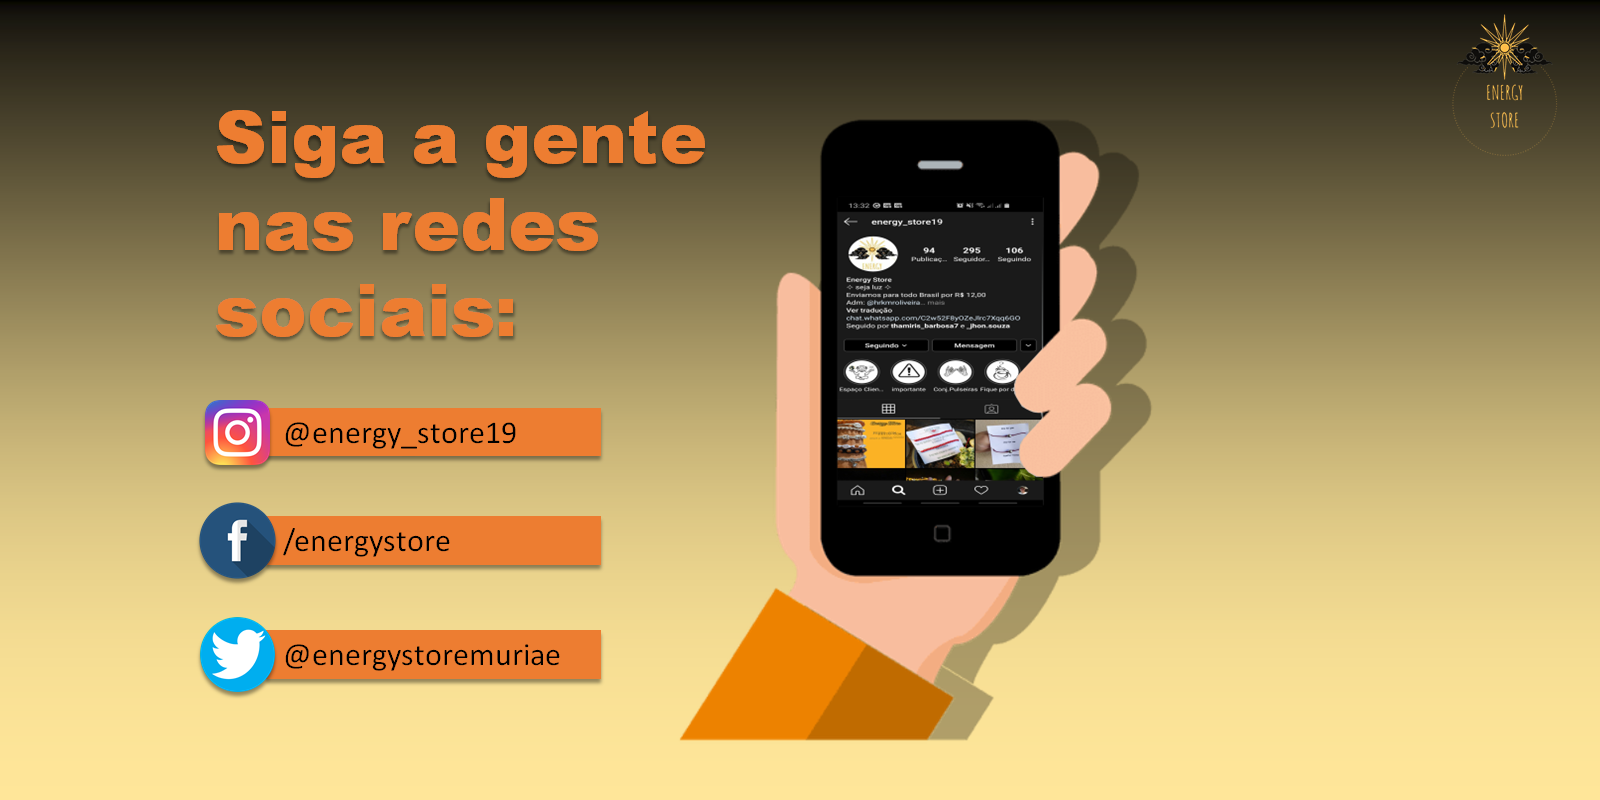 ENERGY
STORE
Siga a gente
nas redes
sociais:
@energy_store19
/energystore
@energystoremuriae
13:32
energy_store19
94 295 106
Publicaç... Seguidor... Seguindo
Energy Store
seja luz
Enviamos para todo Brasil por R$ 12,00
Adm: @hrkmroliveira... mais
Ver tradução
chat.whatsapp.com/C2w52F8yOZeJIrc7Xqq6GO
Seguido por thamiris_barbosa7 e _jhon.souza
Seguindo Mensagem
Espaço Clien... importante Conj.Pulseiras Fique por d